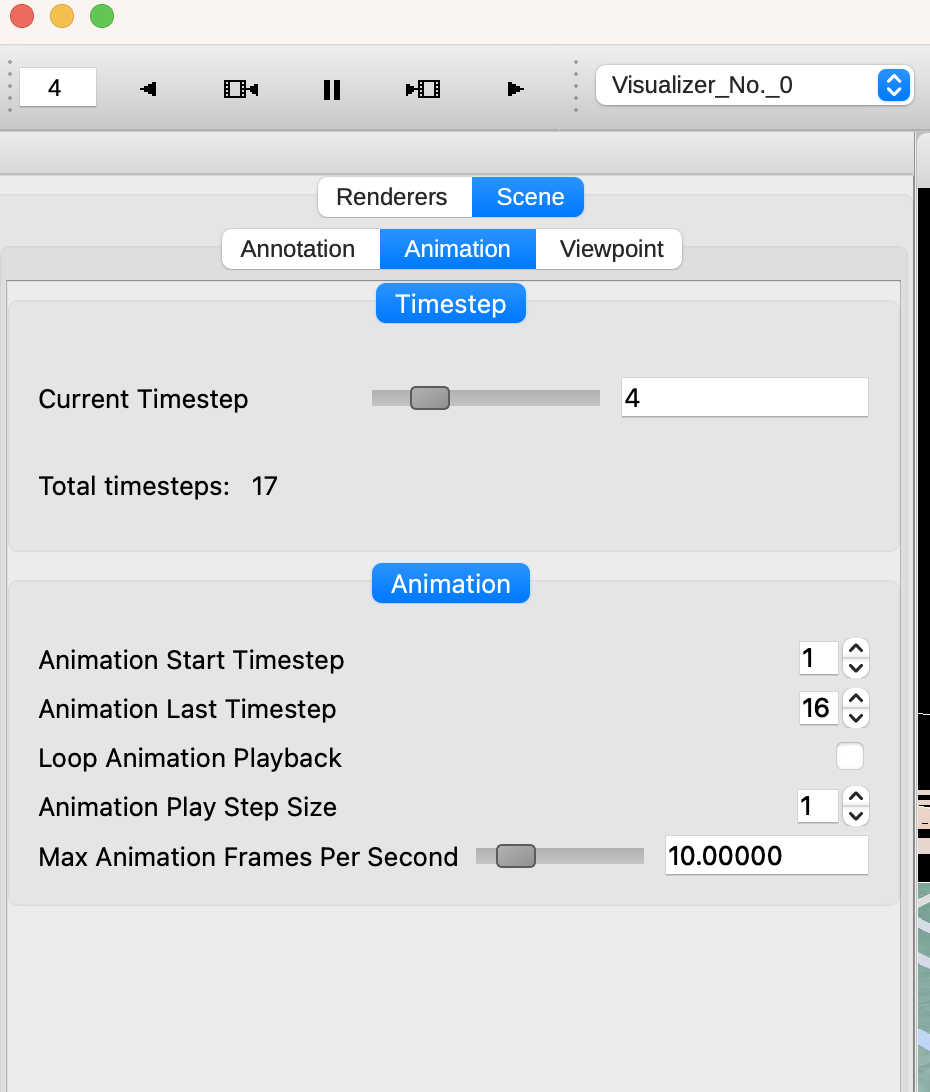 4
Visualizer_No._0
Renderers Scene
Annotation Animation Viewpoint
Timestep
Current Timestep 4
Total timesteps: 17
Animation
Animation Start Timestep 1
Animation Last Timestep 16
Loop Animation Playback
Animation Play Step Size 1
Max Animation Frames Per Second 10.00000